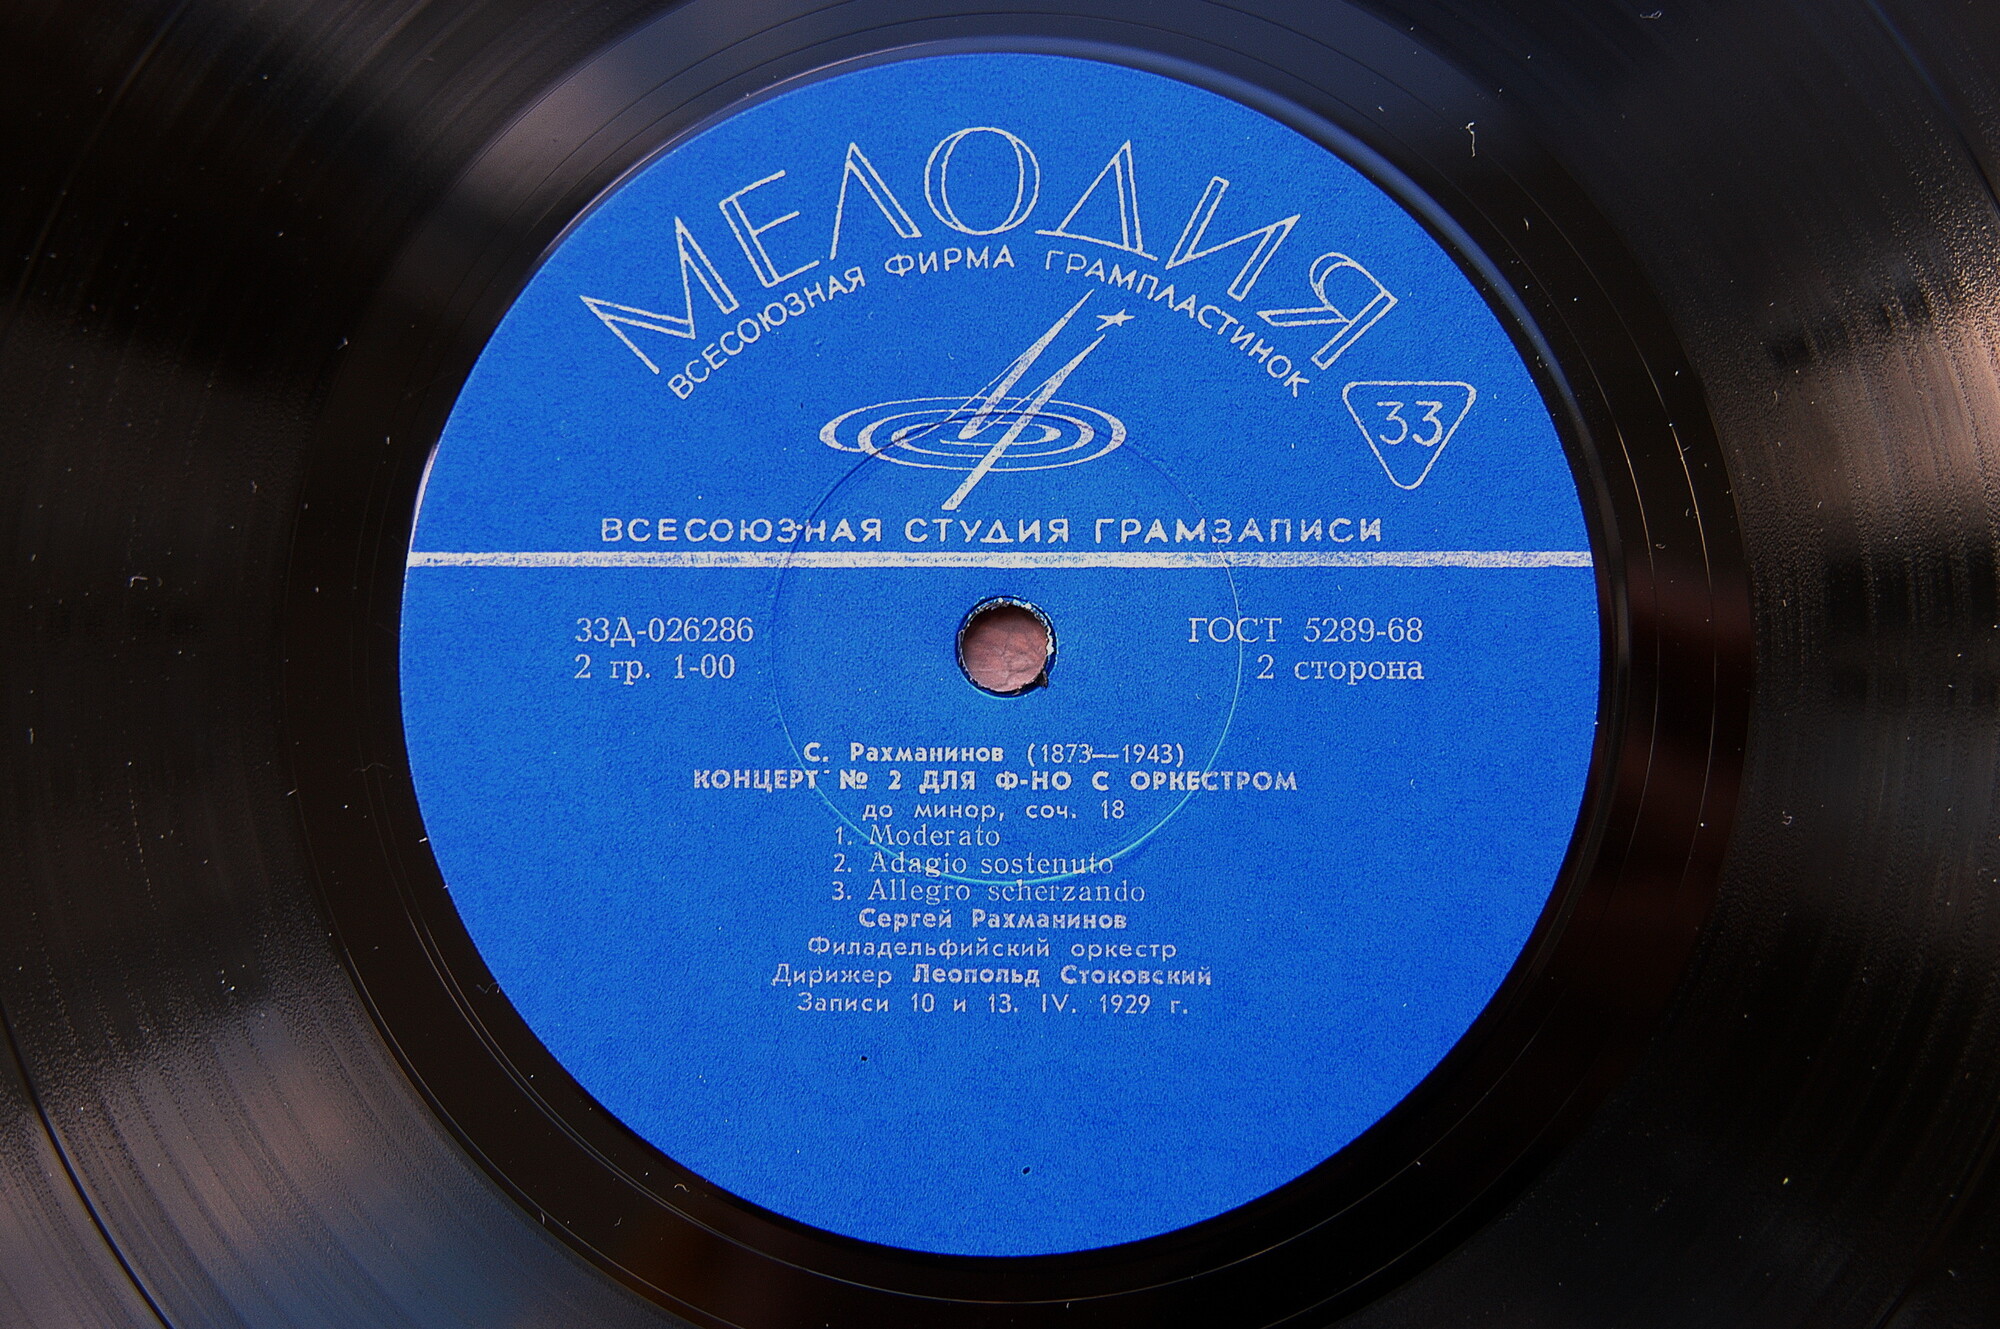 МЕЛОДИЯ
ВСЕСОЮЗНАЯ ФИРМА ГРАМПЛАСТИНОК
33
ВСЕСОЮЗНАЯ СТУДИЯ ГРАМЗАПИСИ
33Д-026286 ГОСТ 5289-68
2 гр. 1-00 2 сторона
С. Рахманинов (1873—1943)
КОНЦЕРТ № 2 ДЛЯ Ф-НО С ОРКЕСТРОМ
до минор, соч. 18
1. Moderato
2. Adagio sostenuto
3. Allegro scherzando
Сергей Рахманинов
Филадельфийский оркестр
Дирижер Леопольд Стоковский
Записи 10 и 13. IV. 1929 г.